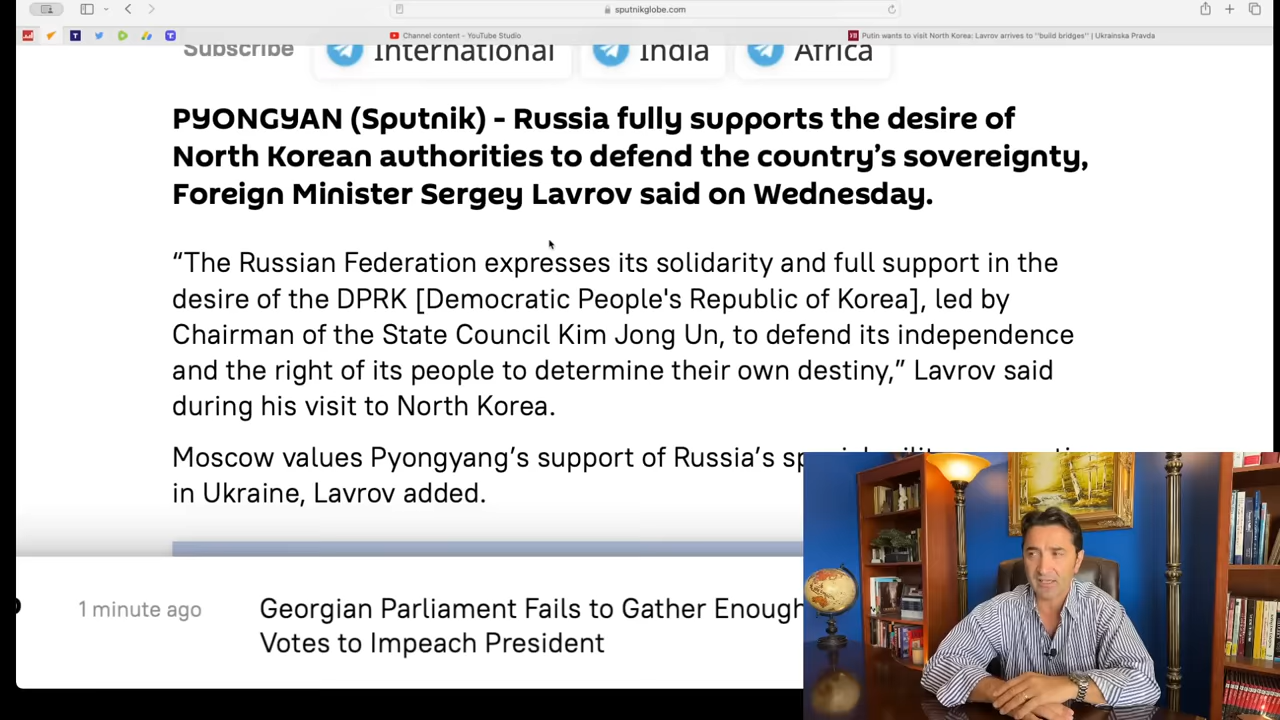 sputnikglobe.com
Channel content - YouTube Studio
Putin wants to visit North Korea: Lavrov arrives to "build bridges" | Ukrainska Pravda
Subscribe International India Africa
PYONGYAN (Sputnik) - Russia fully supports the desire of
North Korean authorities to defend the country's sovereignty,
Foreign Minister Sergey Lavrov said on Wednesday.
“The Russian Federation expresses its solidarity and full support in the
desire of the DPRK [Democratic People's Republic of Korea], led by
Chairman of the State Council Kim Jong Un, to defend its independence
and the right of its people to determine their own destiny,” Lavrov said
during his visit to North Korea.
Moscow values Pyongyang’s support of Russia’s
in Ukraine, Lavrov added.
1 minute ago
Georgian Parliament Fails to Gather Enough
Votes to Impeach President